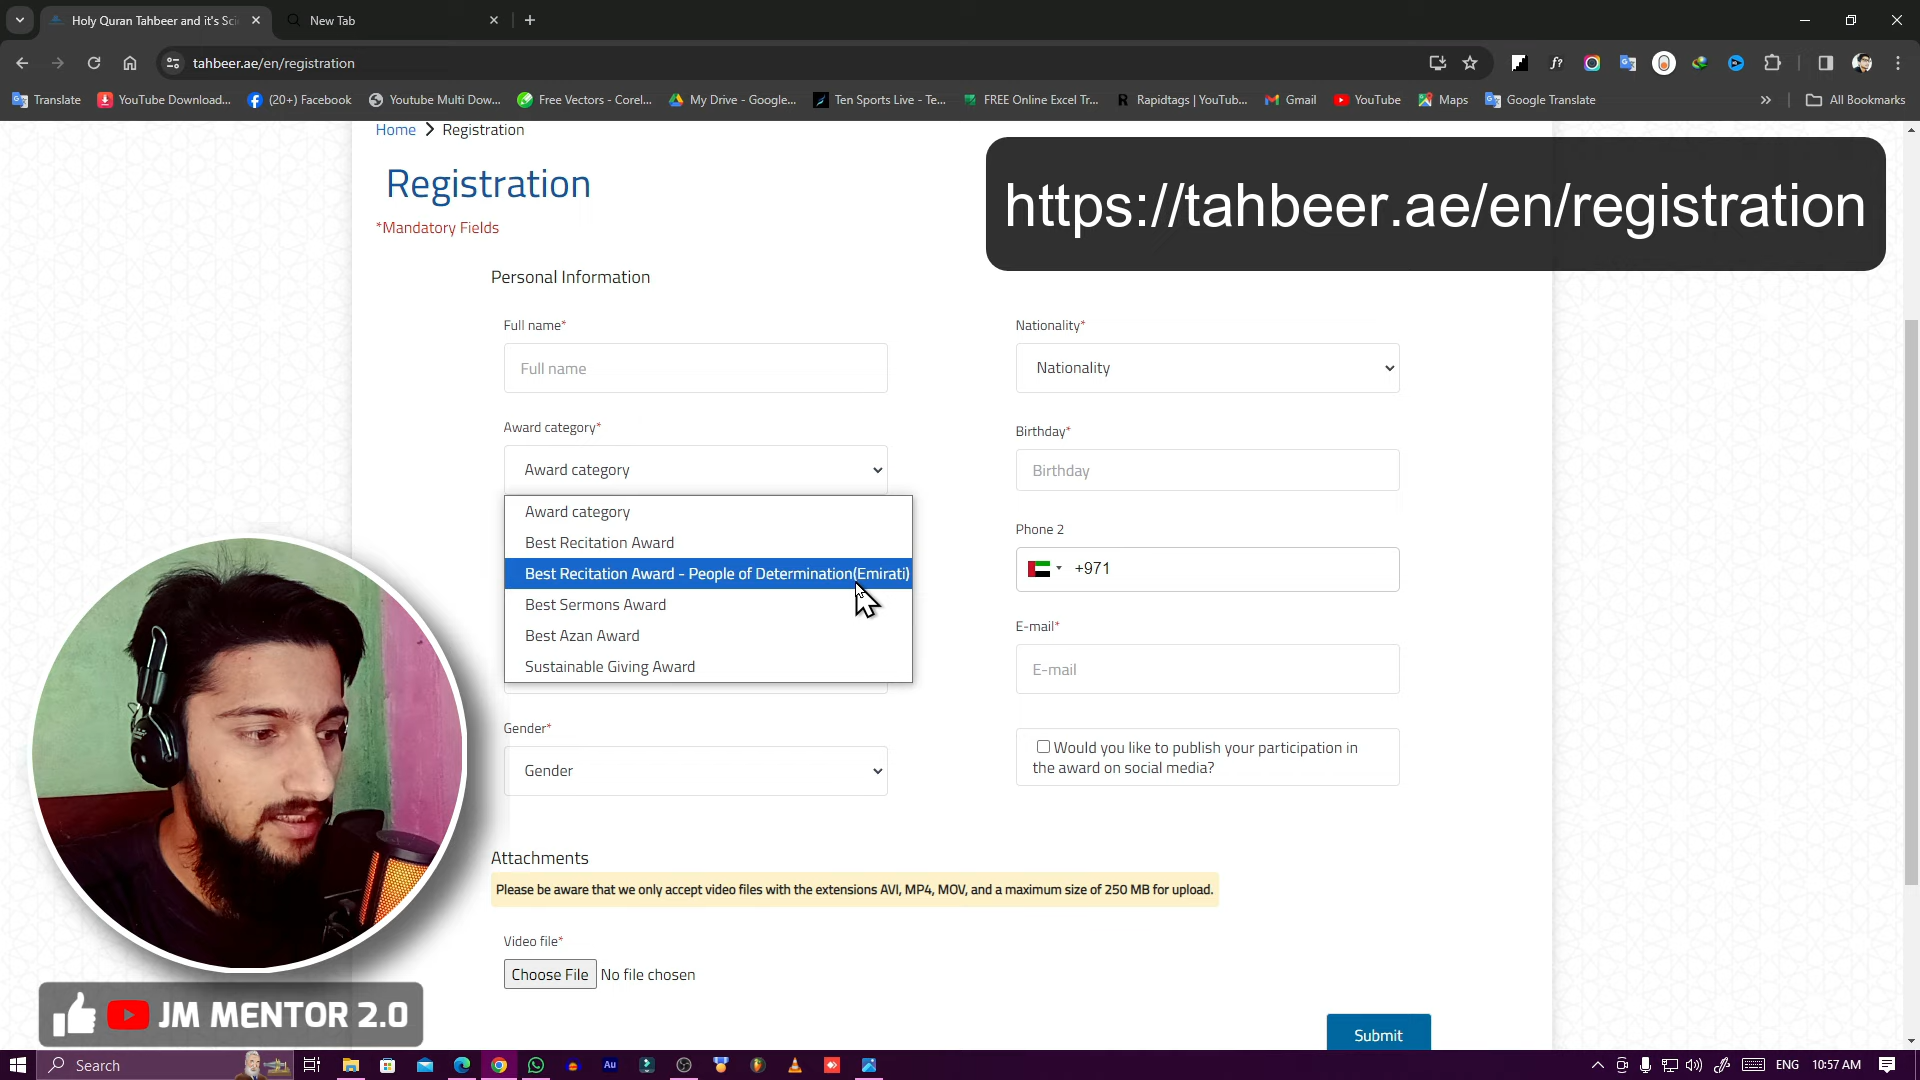 Holy Quran Tahbeer and it's Sci
New Tab
tahbeer.ae/en/registration
Translate
YouTube Download...
(20+) Facebook
Youtube Multi Dow...
Free Vectors - Corel...
My Drive - Google...
Ten Sports Live - Te...
FREE Online Excel Tr...
Rapidtags | YouTub...
Gmail
YouTube
Maps
Google Translate
All Bookmarks
Home > Registration
Registration
https://tahbeer.ae/en/registration
*Mandatory Fields
Personal Information
Full name*
Nationality*
Full name
Nationality
Award category*
Birthday*
Award category
Birthday
Award category
Phone 2
Best Recitation Award
+971
Best Recitation Award - People of Determination(Emirati)
Best Sermons Award
E-mail*
Best Azan Award
E-mail
Sustainable Giving Award
Gender*
Would you like to publish your participation in
the award on social media?
Gender
Attachments
Please be aware that we only accept video files with the extensions AVI, MP4, MOV, and a maximum size of 250 MB for upload.
Video file*
Choose File No file chosen
JM MENTOR 2.0
Submit
Search
Au
ENG
10:57 AM